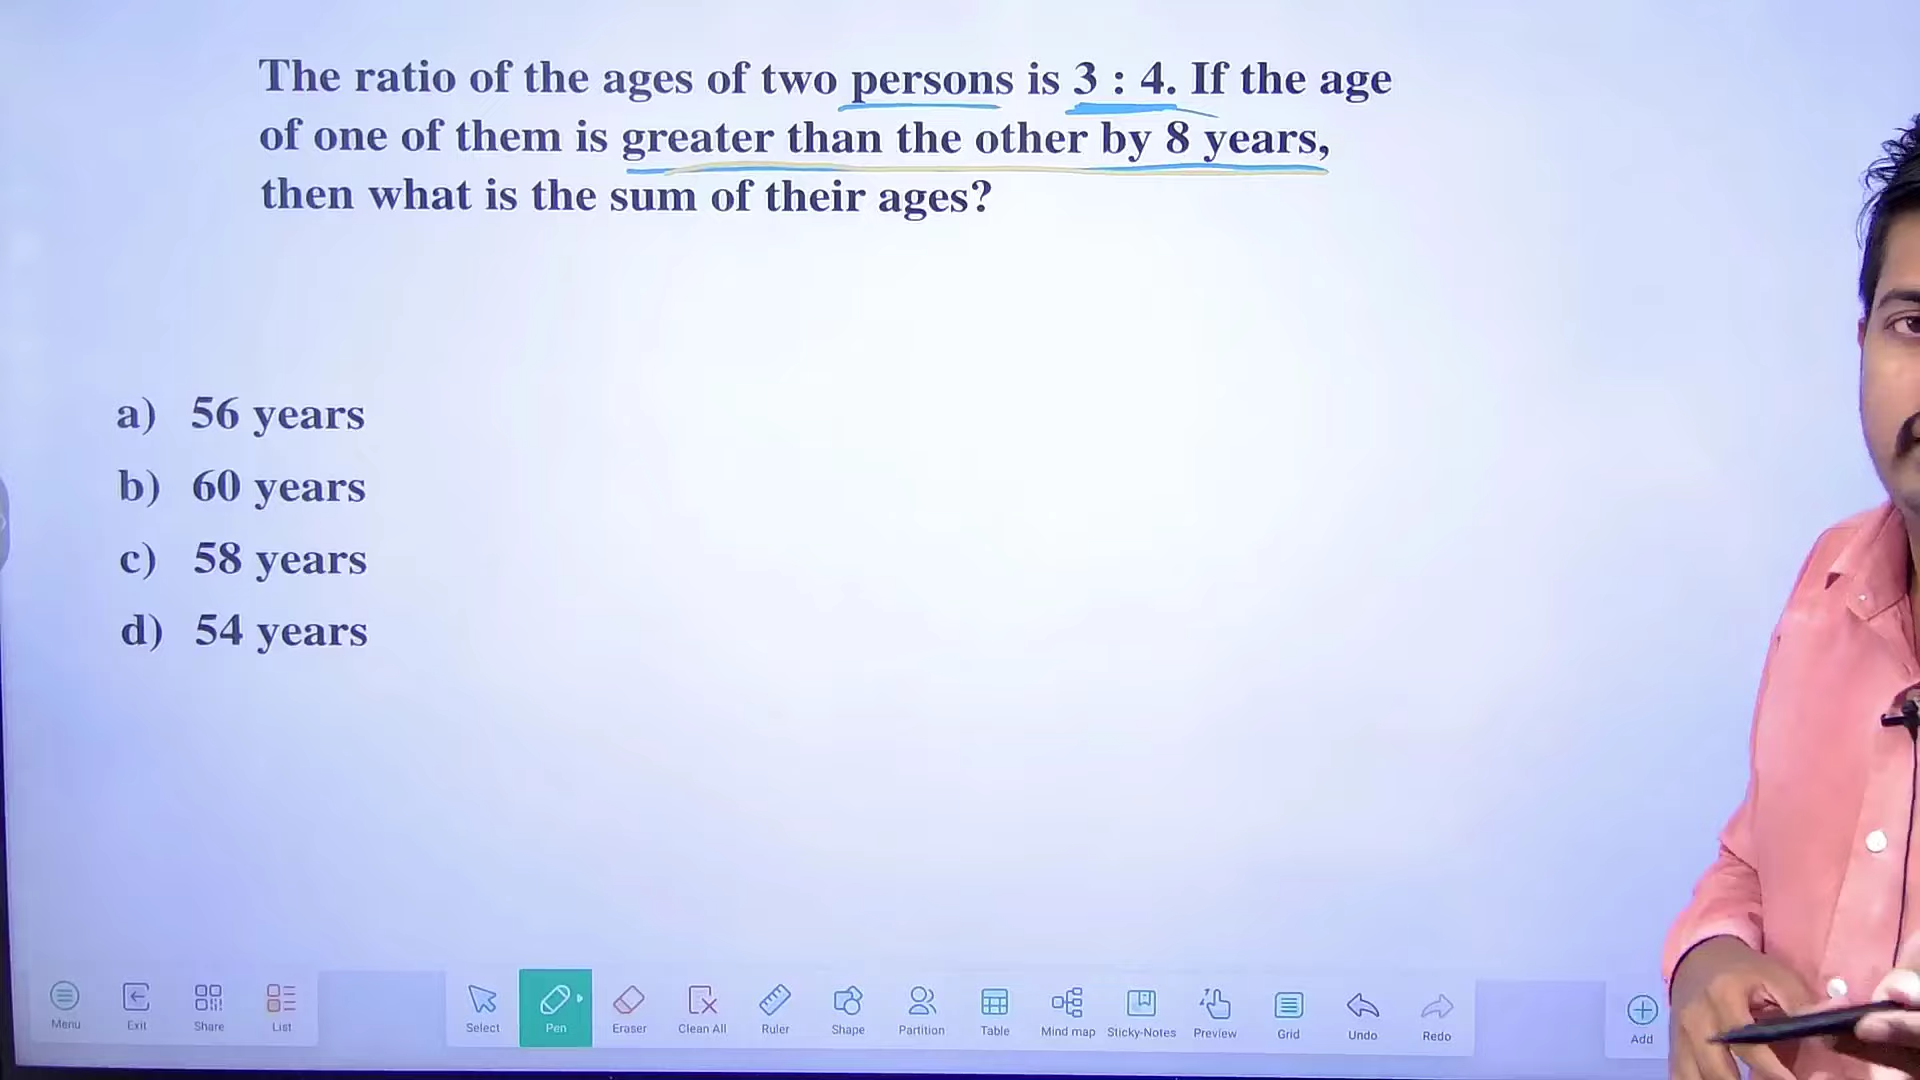 The ratio of the ages of two persons is 3 : 4. If the age
of one of them is greater than the other by 8 years,
then what is the sum of their ages?
a) 56 years
b) 60 years
c) 58 years
d) 54 years
Menu Exit Share List Select Pen Eraser Clean All Ruler Shape Partition Table Mind map Sticky-Notes Preview Grid Undo Redo Add